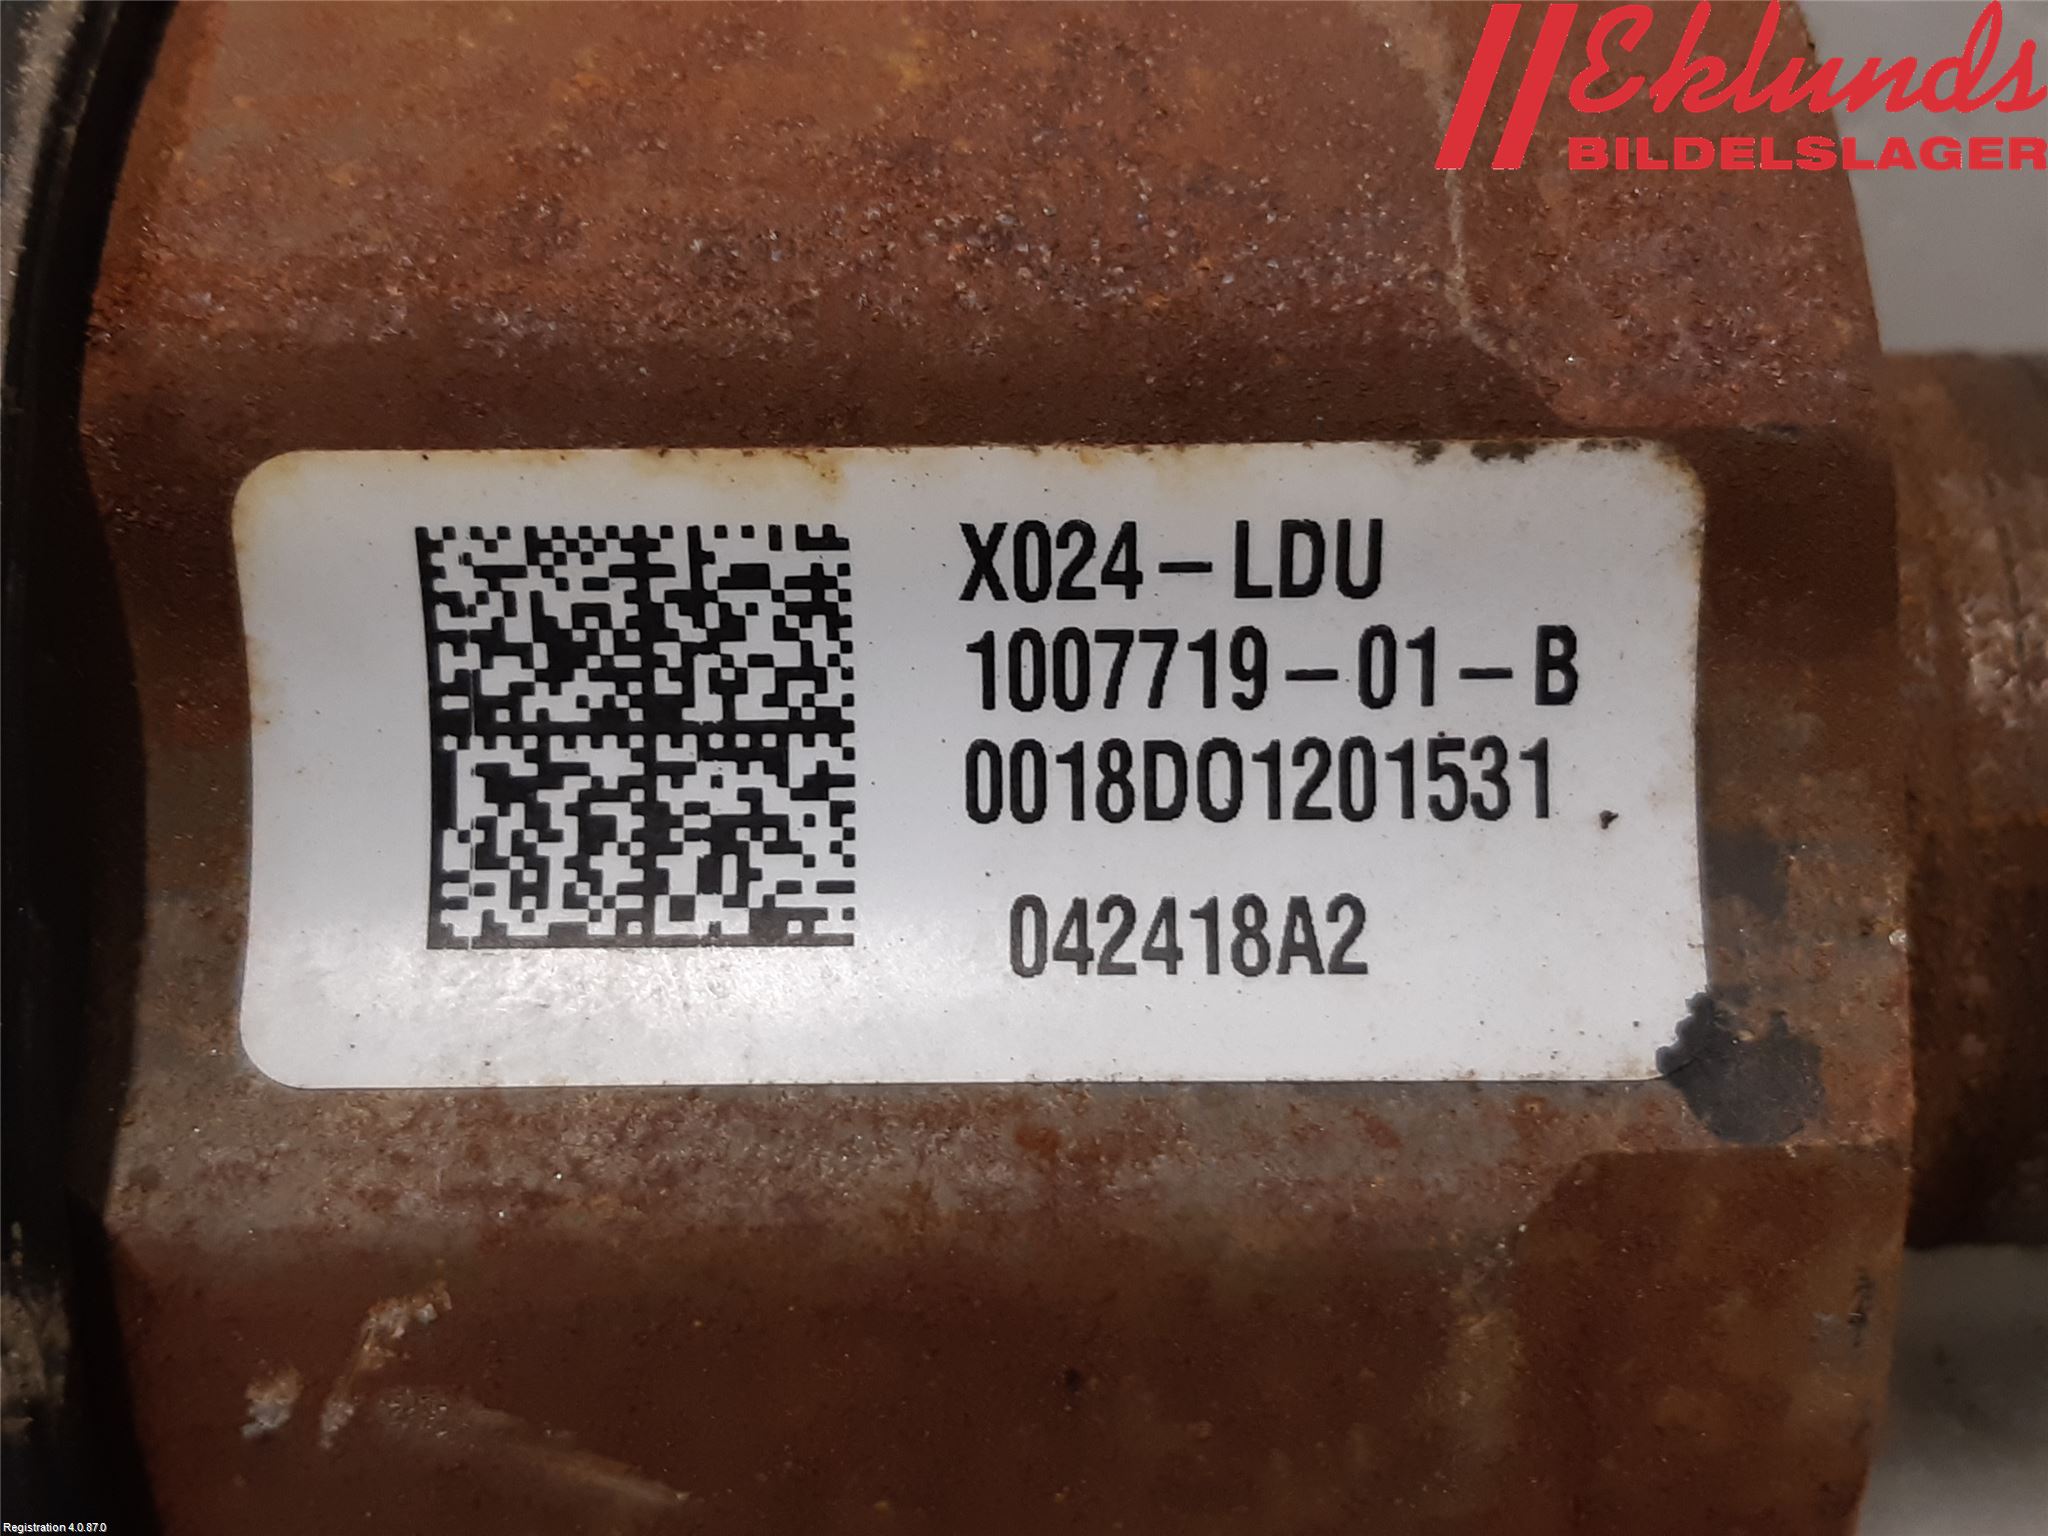 Eklunds
BILDELSLAGER
X024-LDU
1007719-01-B
0018DO1201531
042418A2
Registration 4.0.87.0